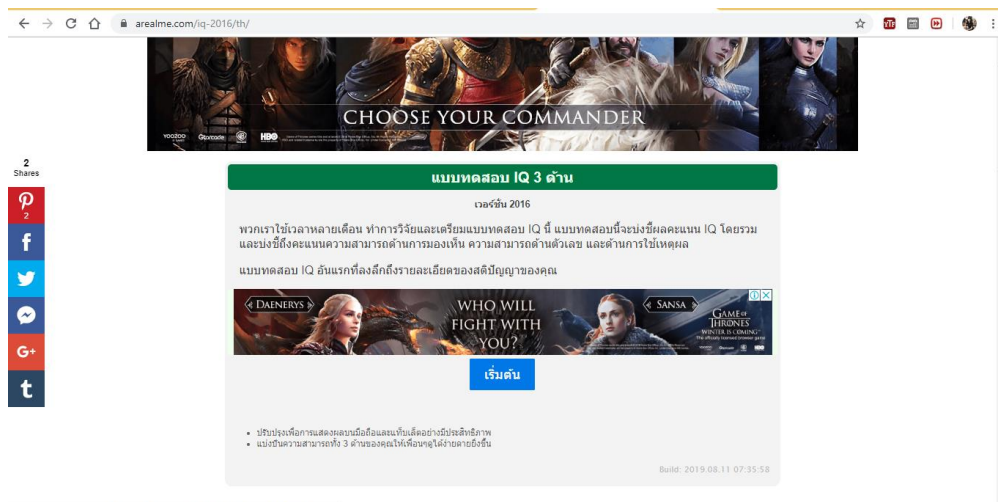 arealme.com/iq-2016/th/
CHOOSE YOUR COMMANDER
YOOZOO Gtarcade HBO
2
Shares
2
แบบทดสอบ IQ 3 ด้าน
เวอร์ชั่น 2016
พวกเราใช้เวลาหลายเดือน ทำการวิจัยและเตรียมแบบทดสอบ IQ นี้ แบบทดสอบนี้จะบ่งชี้ผลคะแนน IQ โดยรวม
และบ่งชี้ถึงคะแนนความสามารถด้านการมองเห็น ความสามารถด้านตัวเลข และด้านการใช้เหตุผล
แบบทดสอบ IQ อันแรกที่ลงลึกถึงรายละเอียดของสติปัญญาของคุณ
DAENERYS
WHO WILL
FIGHT WITH
YOU?
SANSA
GAME OF
THRONES
WINTER IS COMING
The officially licensed browser game
เริ่มต้น
ปรับปรุงเพื่อการแสดงผลบนมือถือและแท็บเล็ตอย่างมีประสิทธิภาพ
แบ่งปันความสามารถทั้ง 3 ด้านของคุณให้เพื่อนๆดูได้ง่ายดายยิ่งขึ้น
Build: 2019.08.11 07:35:58